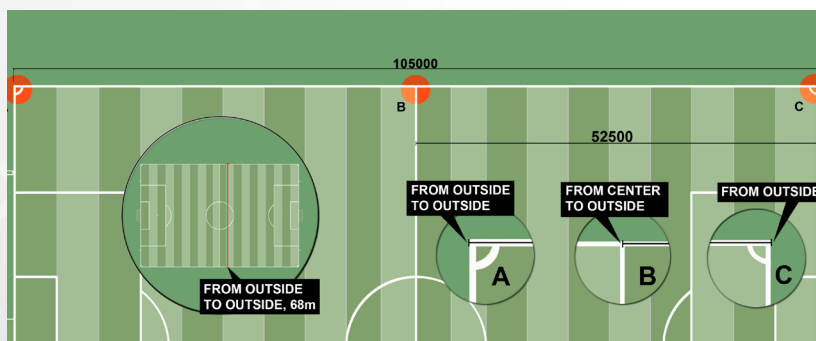 105000
B
C
52500
FROM OUTSIDE
TO OUTSIDE
FROM CENTER
TO OUTSIDE
FROM OUTSIDE
A
B
C
FROM OUTSIDE
TO OUTSIDE, 68m